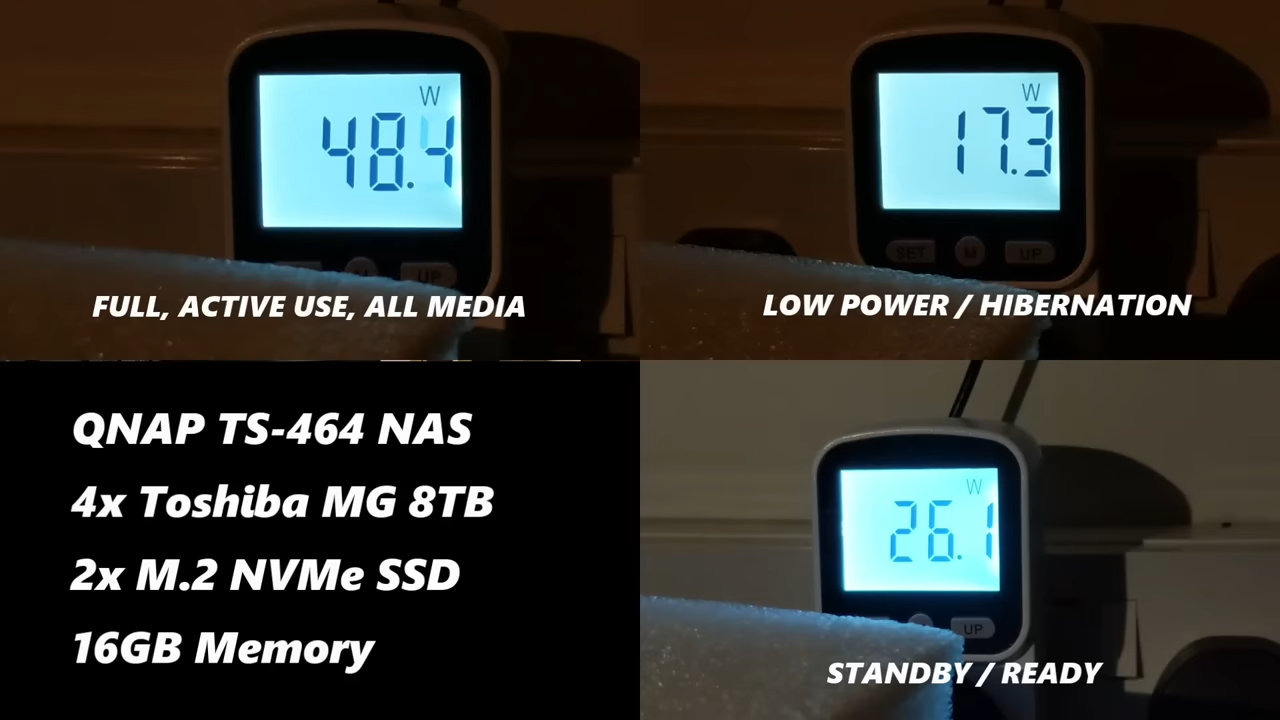 W
48.4
UP
FULL, ACTIVE USE, ALL MEDIA
W
17.3
SET M UP
LOW POWER / HIBERNATION
QNAP TS-464 NAS
4x Toshiba MG 8TB
2x M.2 NVMe SSD
16GB Memory
W
26.1
UP
STANDBY / READY